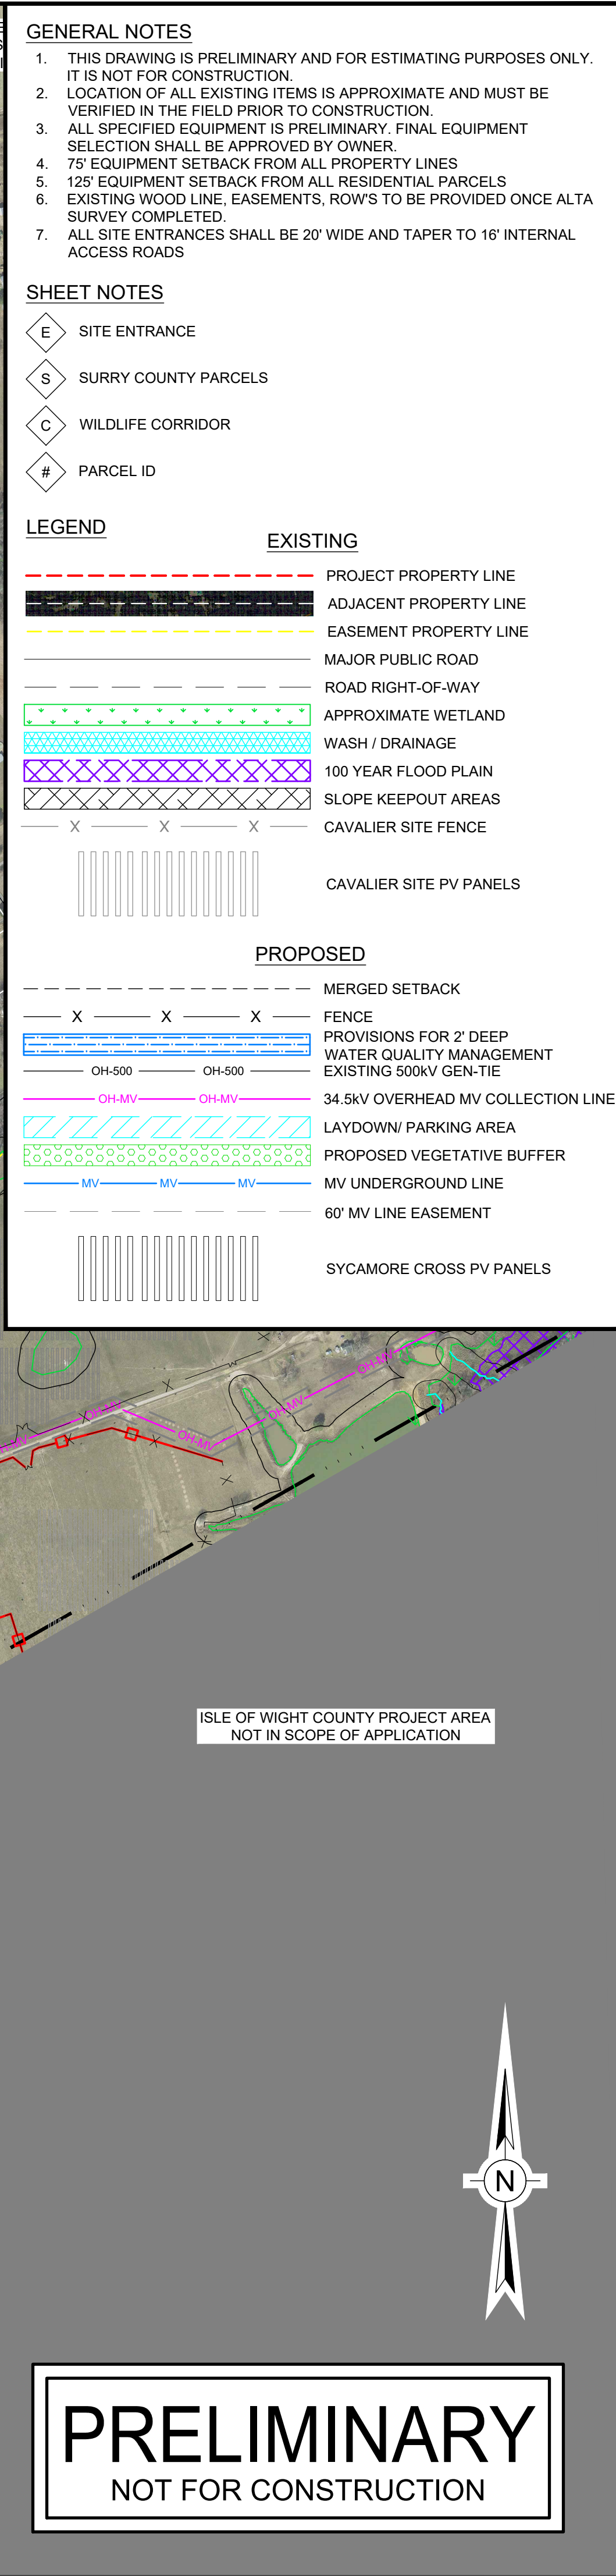 GENERAL NOTES
1. THIS DRAWING IS PRELIMINARY AND FOR ESTIMATING PURPOSES ONLY.
IT IS NOT FOR CONSTRUCTION.
2. LOCATION OF ALL EXISTING ITEMS IS APPROXIMATE AND MUST BE
VERIFIED IN THE FIELD PRIOR TO CONSTRUCTION.
3. ALL SPECIFIED EQUIPMENT IS PRELIMINARY. FINAL EQUIPMENT
SELECTION SHALL BE APPROVED BY OWNER.
4. 75' EQUIPMENT SETBACK FROM ALL PROPERTY LINES
5. 125' EQUIPMENT SETBACK FROM ALL RESIDENTIAL PARCELS
6. EXISTING WOOD LINE, EASEMENTS, ROW'S TO BE PROVIDED ONCE ALTA
SURVEY COMPLETED.
7. ALL SITE ENTRANCES SHALL BE 20' WIDE AND TAPER TO 16' INTERNAL
ACCESS ROADS
SHEET NOTES
E SITE ENTRANCE
S SURRY COUNTY PARCELS
C WILDLIFE CORRIDOR
# PARCEL ID
LEGEND
EXISTING
PROJECT PROPERTY LINE
ADJACENT PROPERTY LINE
EASEMENT PROPERTY LINE
MAJOR PUBLIC ROAD
ROAD RIGHT-OF-WAY
APPROXIMATE WETLAND
WASH / DRAINAGE
100 YEAR FLOOD PLAIN
SLOPE KEEPOUT AREAS
X X X CAVALIER SITE FENCE
CAVALIER SITE PV PANELS
PROPOSED
MERGED SETBACK
X X X FENCE
PROVISIONS FOR 2' DEEP
WATER QUALITY MANAGEMENT
OH-500 OH-500 EXISTING 500kV GEN-TIE
OH-MV OH-MV 34.5kV OVERHEAD MV COLLECTION LINE
LAYDOWN/ PARKING AREA
PROPOSED VEGETATIVE BUFFER
MV MV MV MV UNDERGROUND LINE
60' MV LINE EASEMENT
SYCAMORE CROSS PV PANELS
OH-MV
OH-MV
OH-MV
OH-MV
OH-MV
ISLE OF WIGHT COUNTY PROJECT AREA
NOT IN SCOPE OF APPLICATION
N
PRELIMINARY
NOT FOR CONSTRUCTION